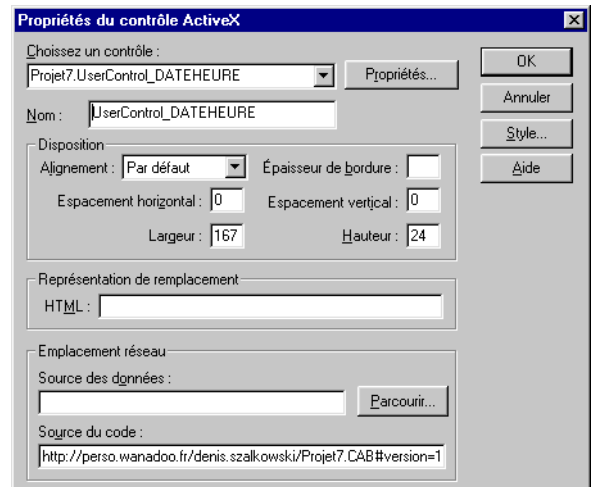 Propriétés du contrôle ActiveX
Choissez un contrôle :
Projet7.UserControl_DATEHEURE
Propriétés...
OK
Annuler
Nom : UserControl_DATEHEURE
Style...
Disposition
Aide
Alignement : Par défaut
Épaisseur de bordure :
Espacement horizontal : 0
Espacement vertical : 0
Largeur : 167
Hauteur : 24
Représentation de remplacement
HTML :
Emplacement réseau
Source des données :
Parcourir...
Source du code :
http://perso.wanadoo.fr/denis.szalkowski/Projet7.CAB#version=1